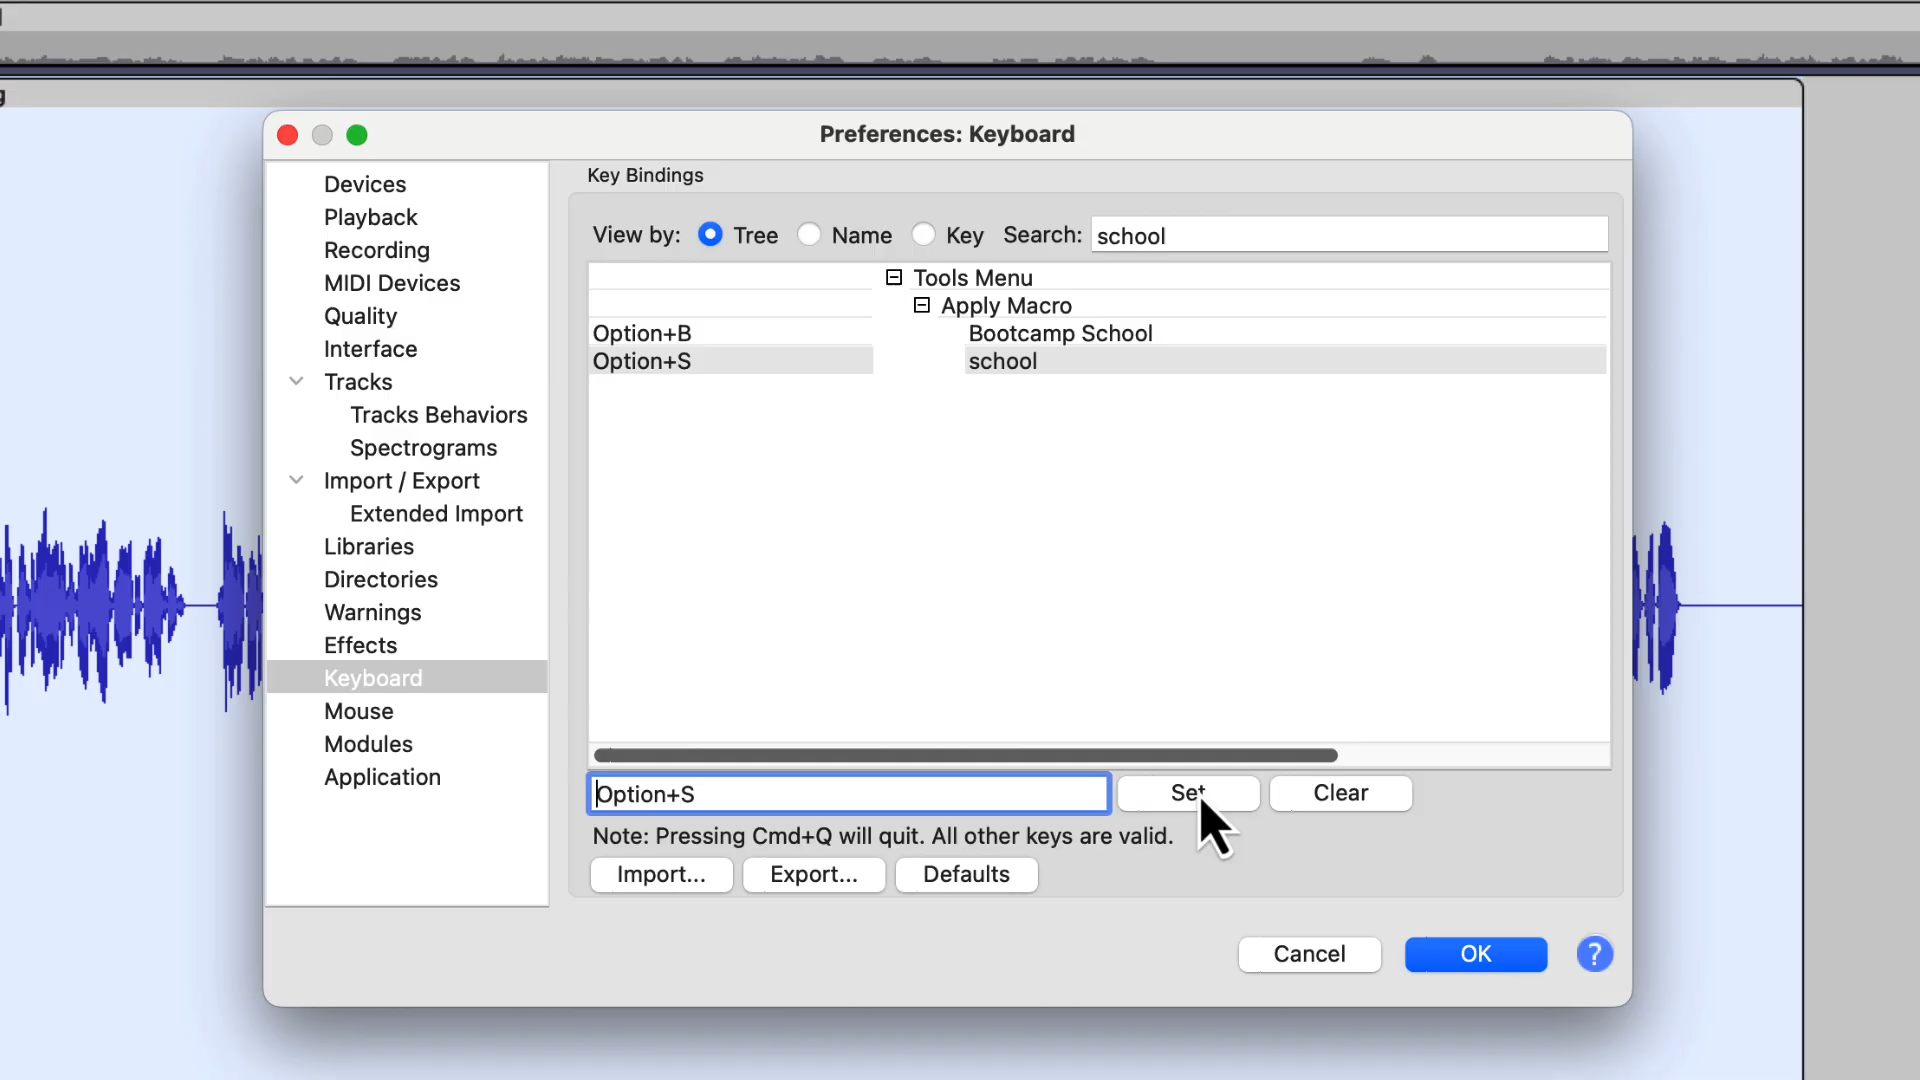 Preferences: Keyboard
Devices
Playback
Recording
MIDI Devices
Quality
Interface
Tracks
Tracks Behaviors
Spectrograms
Import / Export
Extended Import
Libraries
Directories
Warnings
Effects
Keyboard
Mouse
Modules
Application
Key Bindings
View by: Tree Name Key Search: school
Tools Menu
Apply Macro
Option+B Bootcamp School
Option+S school
Option+S Set Clear
Note: Pressing Cmd+Q will quit. All other keys are valid.
Import... Export... Defaults
Cancel OK ?